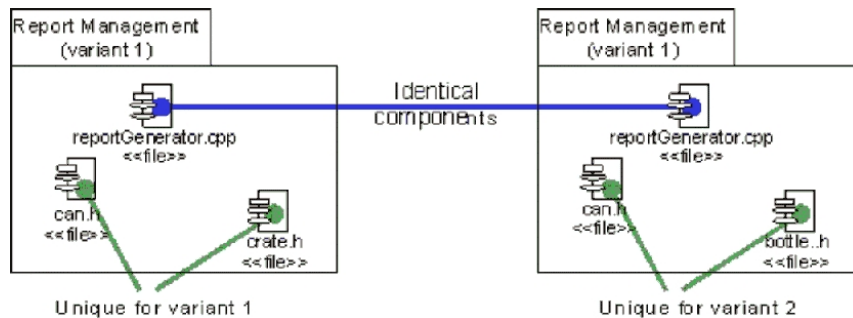 Report Management
(variant 1)
reportGenerator.cpp
<<file>>
can.h
<<file>>
crate.h
<<file>>
Unique for variant 1
Identical
components
Report Management
(variant 1)
reportGenerator.cpp
<<file>>
can.h
<<file>>
bottle..h
<<file>>
Unique for variant 2